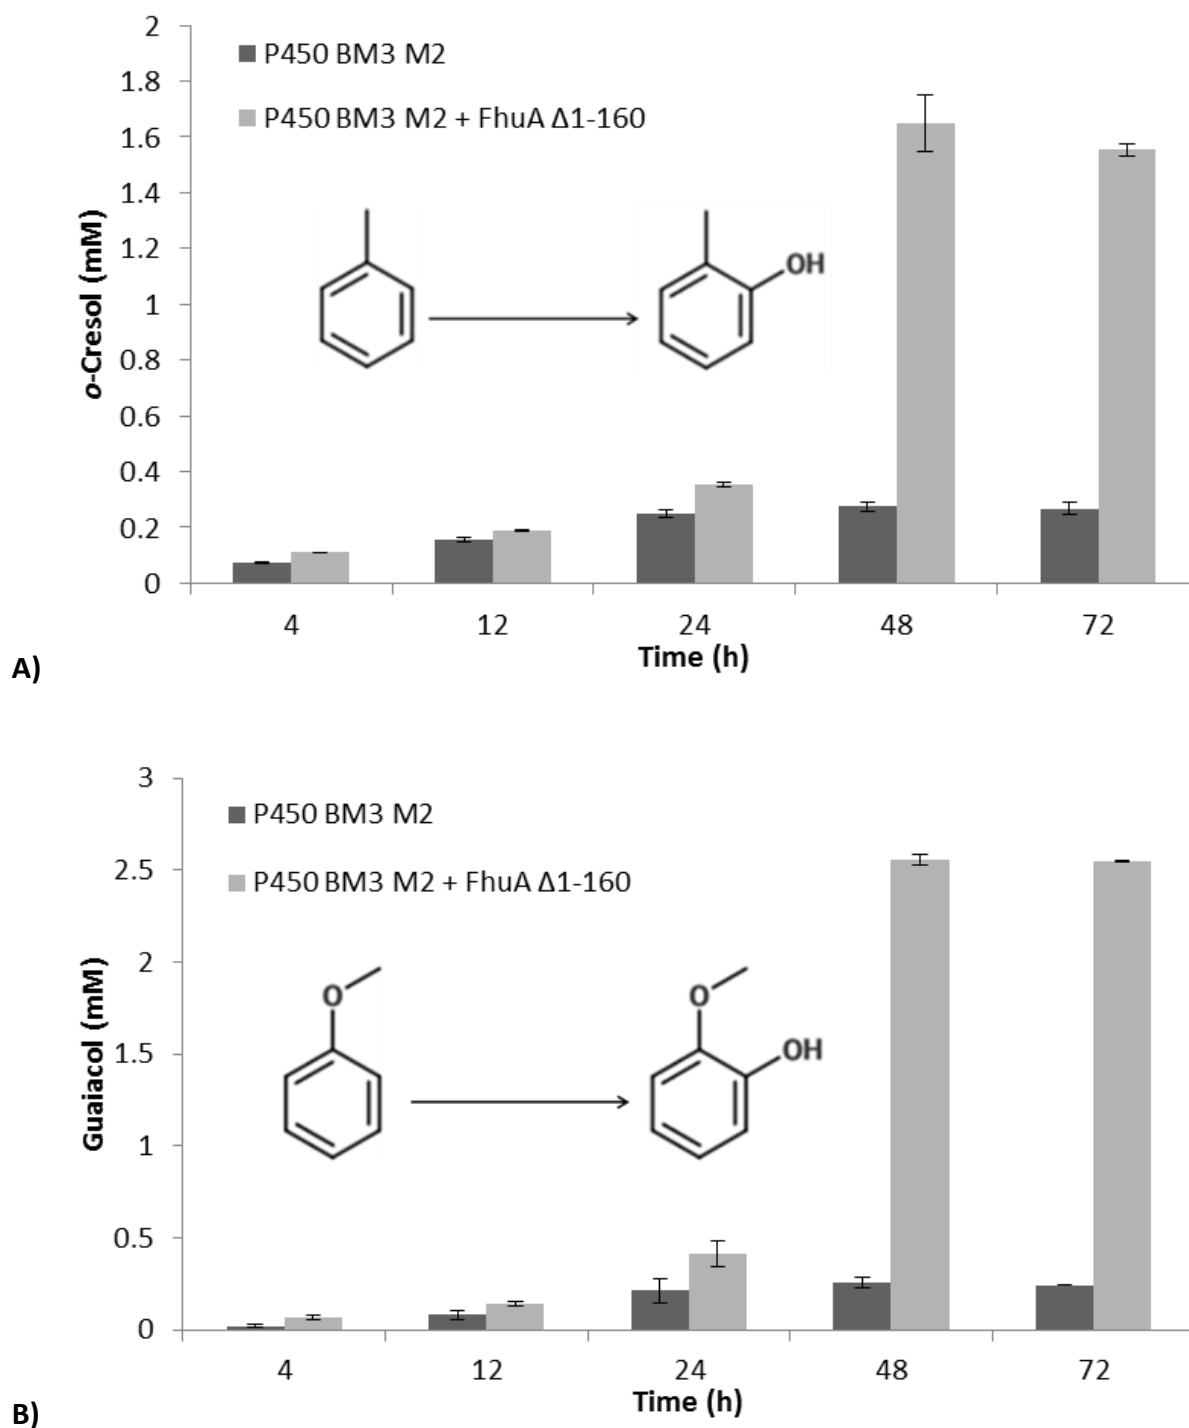 2
P450 BM3 M2
1.8
P450 BM3 M2 + FhuA Δ1-160
1.6
1.4
1.2
OH
1
0.8
0.6
0.4
0.2
0
o-Cresol (mM)
4 12 24 48 72
Time (h)
A)
3
P450 BM3 M2
2.5
P450 BM3 M2 + FhuA Δ1-160
2
O O
1.5
OH
1
0.5
0
Guaiacol (mM)
4 12 24 48 72
Time (h)
B)